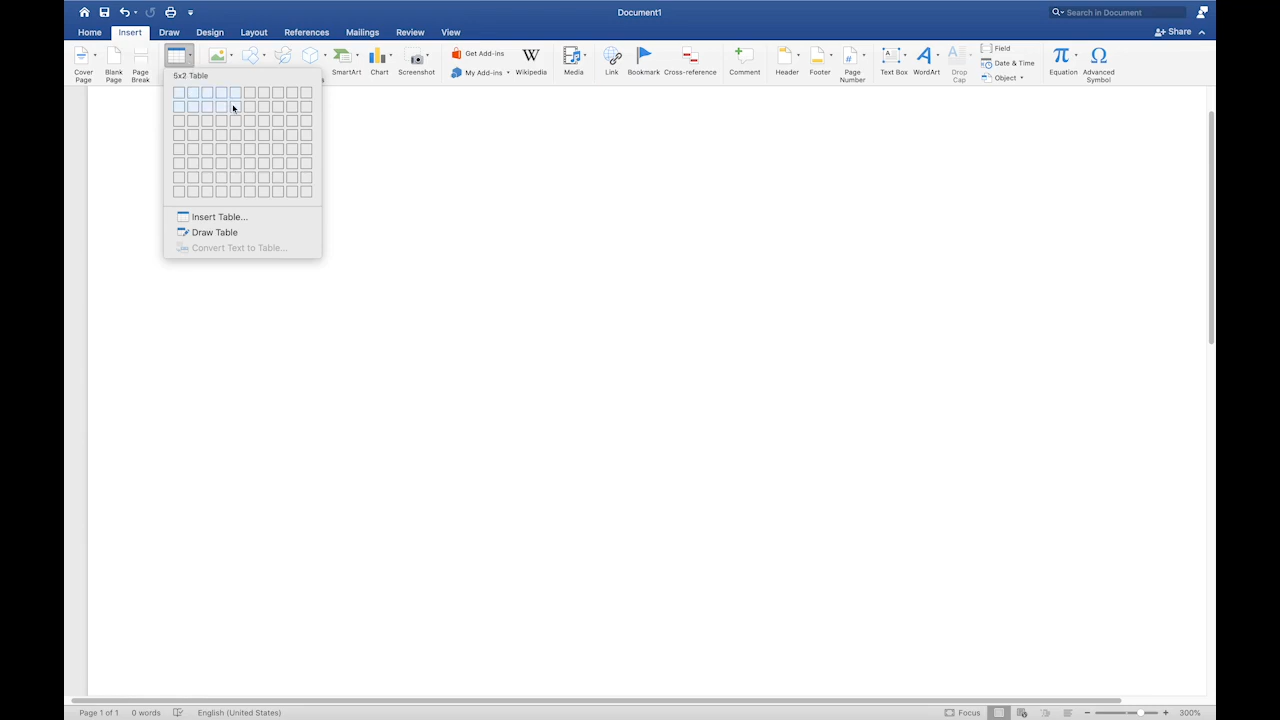 Document1
Search in Document
Home Insert Draw Design Layout References Mailings Review View
Share
Cover Page
Blank Page
Page Break
SmartArt
Chart
Screenshot
Get Add-ins
My Add-ins
Wikipedia
Media
Link
Bookmark
Cross-reference
Comment
Header
Footer
Page Number
Text Box
WordArt
Drop Cap
Field
Date & Time
Object
Equation
Advanced Symbol
5x2 Table
Insert Table...
Draw Table
Convert Text to Table...
Page 1 of 1 0 words English (United States) Focus 300%